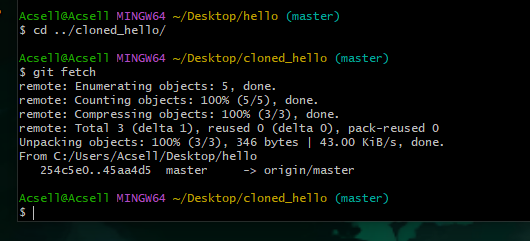 Acsell@Acsell MINGW64 ~/Desktop/hello (master)
$ cd ../cloned_hello/
Acsell@Acsell MINGW64 ~/Desktop/cloned_hello (master)
$ git fetch
remote: Enumerating objects: 5, done.
remote: Counting objects: 100% (5/5), done.
remote: Compressing objects: 100% (3/3), done.
remote: Total 3 (delta 1), reused 0 (delta 0), pack-reused 0
Unpacking objects: 100% (3/3), 346 bytes | 43.00 KiB/s, done.
From C:/Users/Acsell/Desktop/hello
   254c5e0..45aa4d5  master     -> origin/master
Acsell@Acsell MINGW64 ~/Desktop/cloned_hello (master)
$